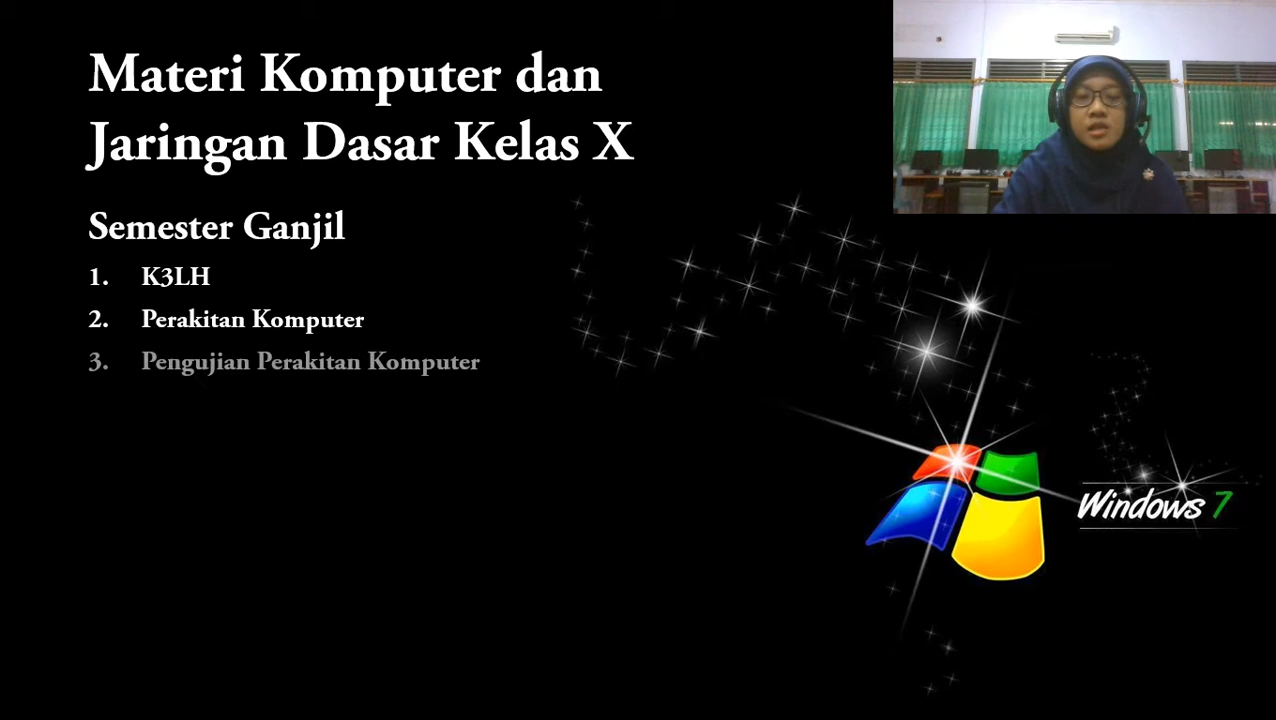 Materi Komputer dan
Jaringan Dasar Kelas X
Semester Ganjil
1. K3LH
2. Perakitan Komputer
3. Pengujian Perakitan Komputer
Windows 7